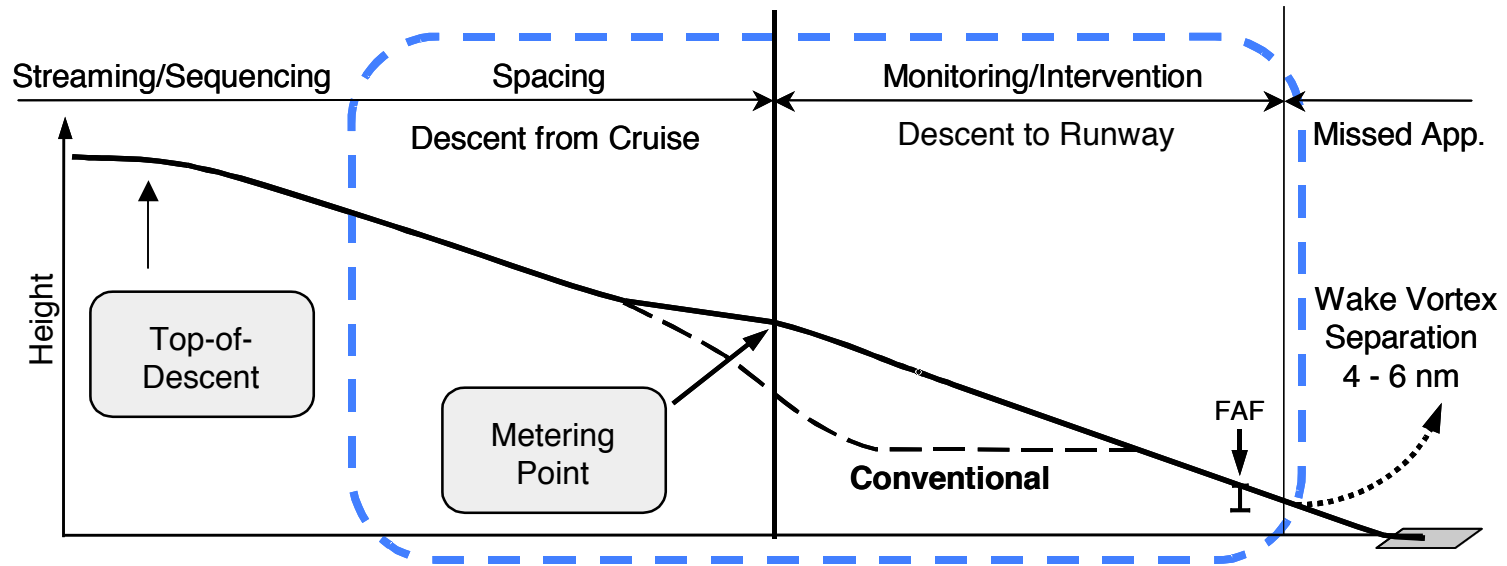 Streaming/Sequencing
Spacing
Monitoring/Intervention
Descent from Cruise
Descent to Runway
Missed App.
Height
Top-of-
Descent
Metering
Point
Conventional
FAF
Wake Vortex
Separation
4 - 6 nm